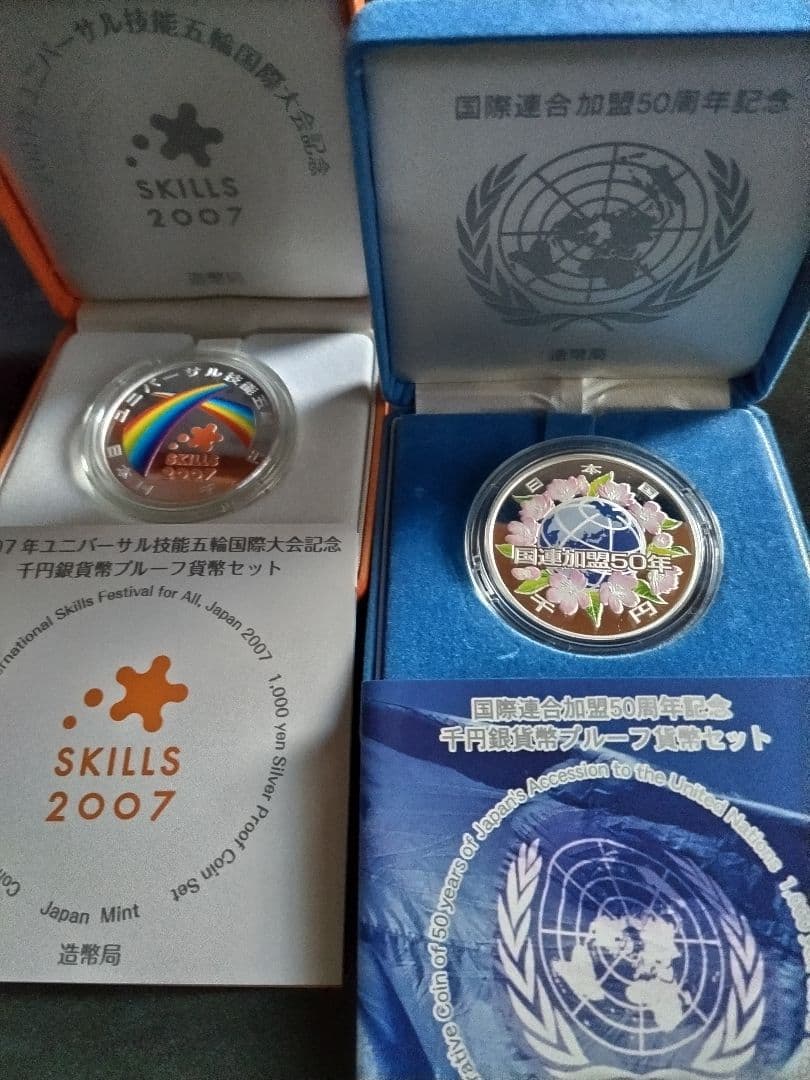 ユニバーサル技能五輪国際大会記念
SKILLS
2007
造幣局
国際連合加盟50周年記念
造幣局
ユニバーサル技能五
日本国
SKILLS
2007
日本国
国連加盟50年
千円
07年ユニバーサル技能五輪国際大会記念
千円銀貨幣プルーフ貨幣セット
International Skills Festival for All, Japan 2007 1,000 yen Silver Proof Coin Set
SKILLS
2007
Japan Mint
造幣局
国際連合加盟50周年記念
千円銀貨幣プルーフ貨幣セット
Coin of 50 years of Japan's Accession to the United Nations